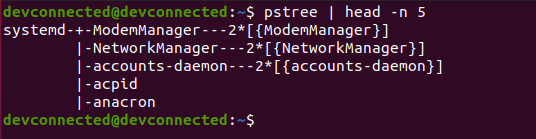 devconnected@devconnected:~$ pstree | head -n 5
systemd-+-ModemManager---2*[{ModemManager}]
        |-NetworkManager---2*[{NetworkManager}]
        |-accounts-daemon---2*[{accounts-daemon}]
        |-acpid
        |-anacron
devconnected@devconnected:~$